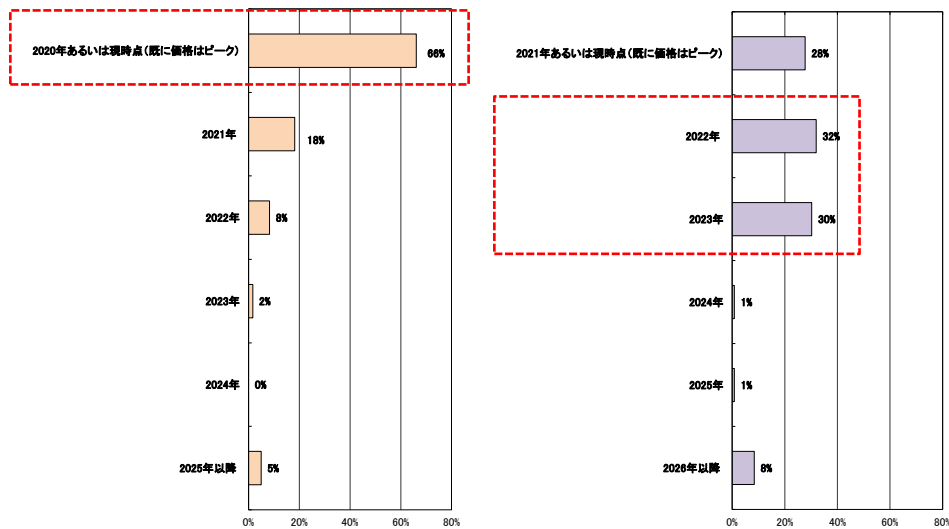 2020年あるいは現時点(既に価格はピーク)
66%
2021年
18%
2022年
8%
2023年
2%
2024年
0%
2025年以降
5%
0% 20% 40% 60% 80%
2021年あるいは現時点(既に価格はピーク)
28%
2022年
32%
2023年
30%
2024年
1%
2025年
1%
2026年以降
8%
0% 20% 40% 60% 80%